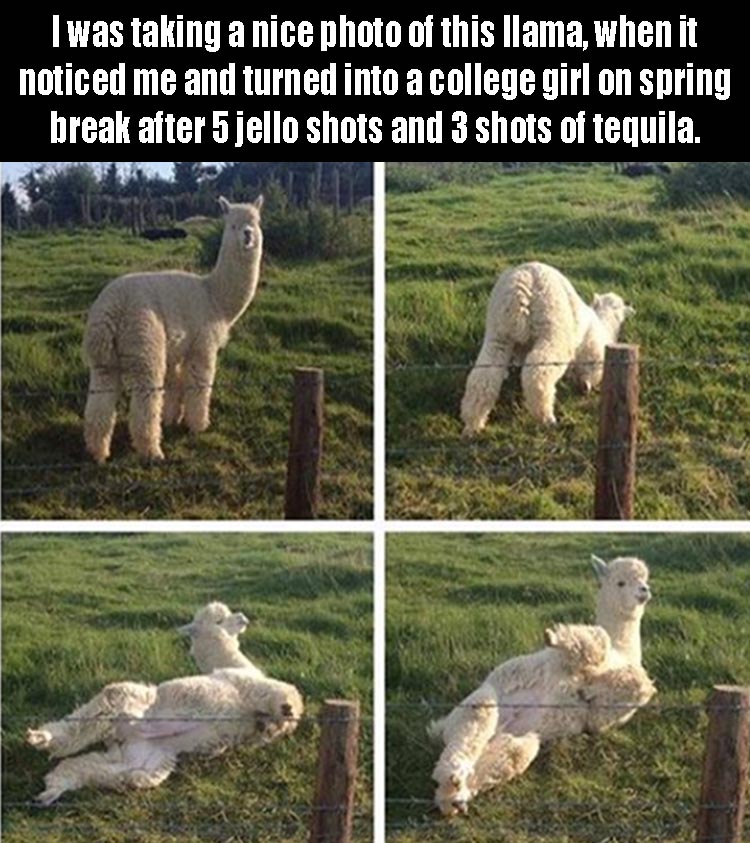 I was taking a nice photo of this llama, when it
noticed me and turned into a college girl on spring
break after 5 jello shots and 3 shots of tequila.